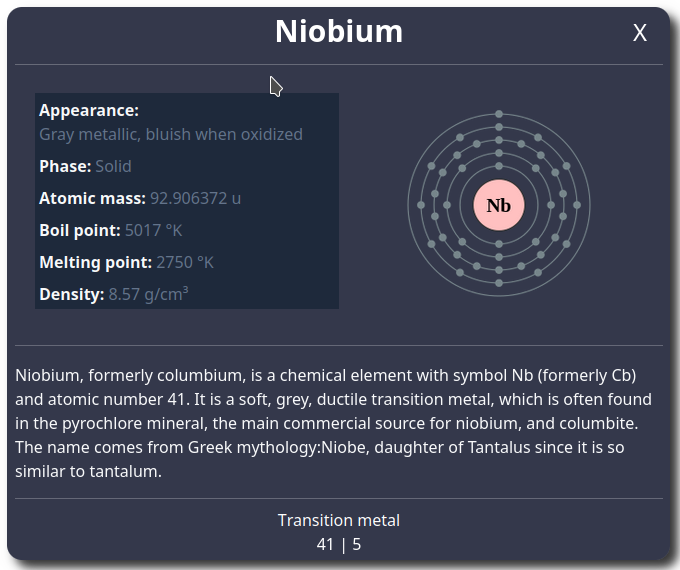 Niobium
X
Appearance:
Gray metallic, bluish when oxidized
Phase: Solid
Atomic mass: 92.906372 u
Boil point: 5017 °K
Melting point: 2750 °K
Density: 8.57 g/cm³
Nb
Niobium, formerly columbium, is a chemical element with symbol Nb (formerly Cb)
and atomic number 41. It is a soft, grey, ductile transition metal, which is often found
in the pyrochlore mineral, the main commercial source for niobium, and columbite.
The name comes from Greek mythology:Niobe, daughter of Tantalus since it is so
similar to tantalum.
Transition metal
41 | 5